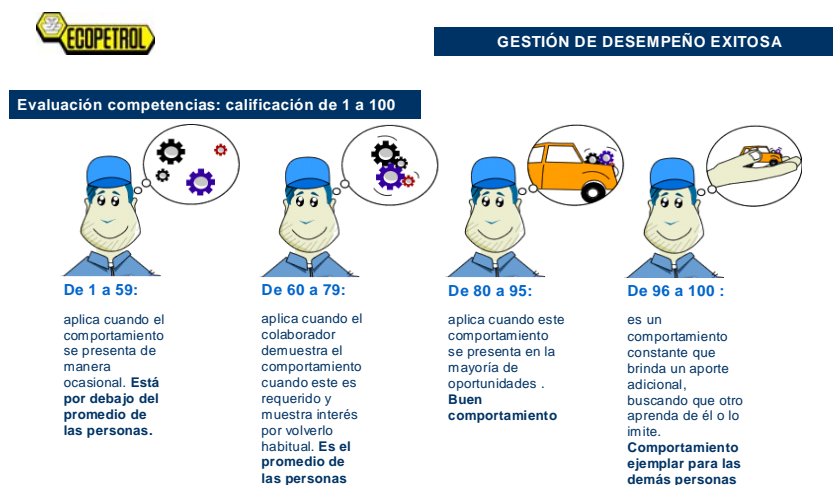 ECOPETROL
GESTIÓN DE DESEMPEÑO EXITOSA
Evaluación competencias: calificación de 1 a 100
De 1 a 59:
aplica cuando el
comportamiento
se presenta de
manera
ocasional. Está
por debajo del
promedio de
las personas.
De 60 a 79:
aplica cuando el
colaborador
demuestra el
comportamiento
cuando este es
requerido y
muestra interés
por volverlo
habitual. Es el
promedio de
las personas
De 80 a 95:
aplica cuando este
comportamiento
se presenta en la
mayoría de
oportunidades .
Buen
comportamiento
De 96 a 100 :
es un
comportamiento
constante que
brinda un aporte
adicional,
buscando que otro
aprenda de él o lo
imite.
Comportamiento
ejemplar para las
demás personas